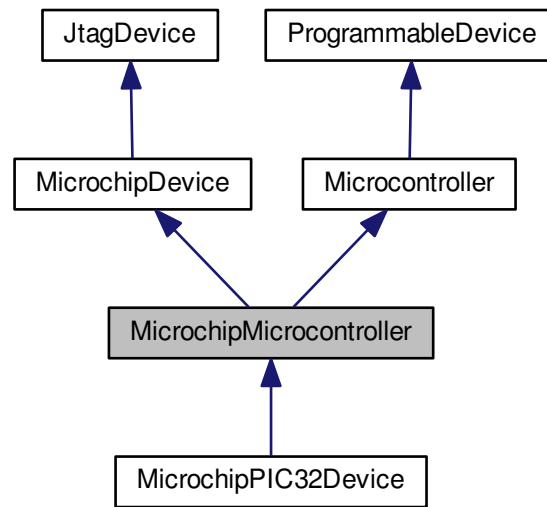 JtagDevice
ProgrammableDevice
MicrochipDevice
Microcontroller
MicrochipMicrocontroller
MicrochipPIC32Device